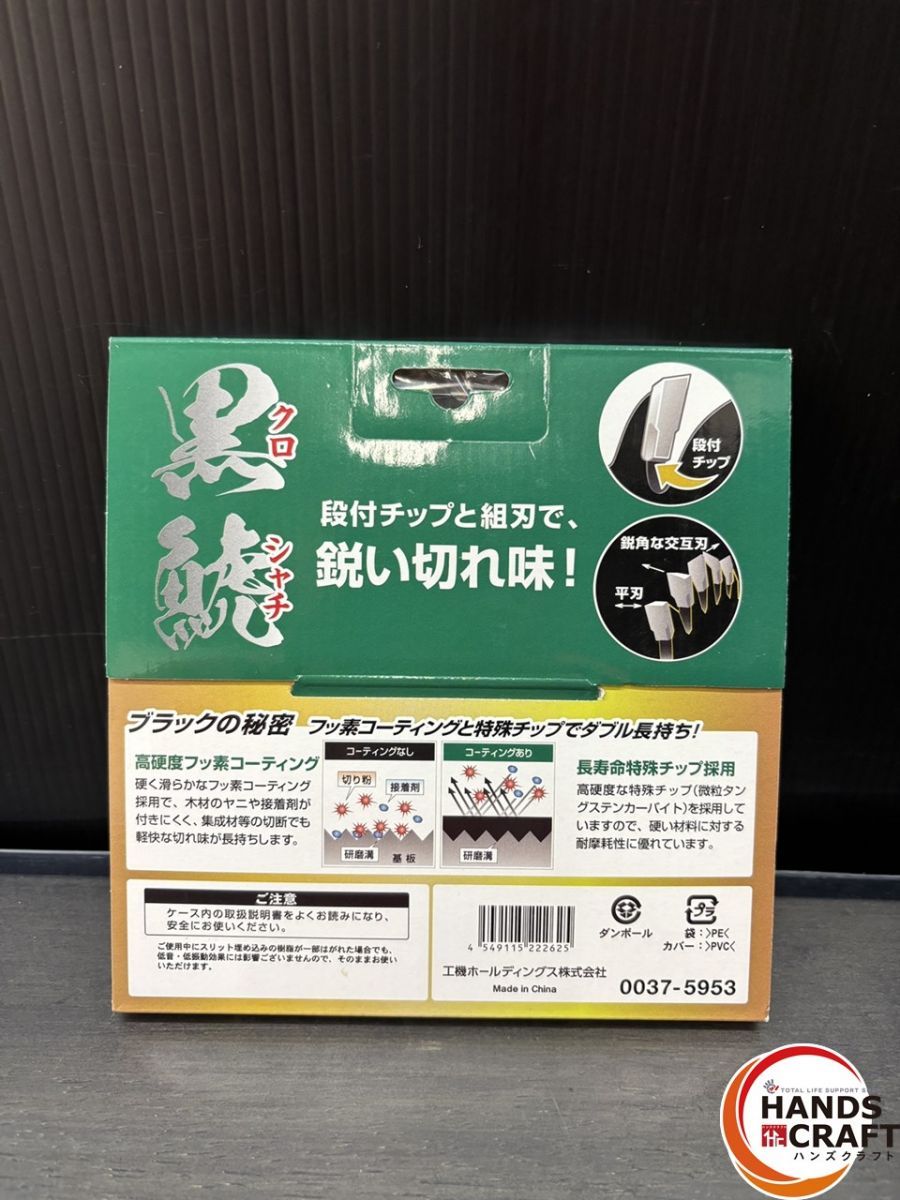 黒鯱
クロ
シャチ
段付チップと組刃で、
鋭い切れ味!
段付
チップ
鋭角な交互刃
平刃
ブラックの秘密 フッ素コーティングと特殊チップでダブル長持ち!
高硬度フッ素コーティング
硬く滑らかなフッ素コーティング
採用で、木材のヤニや接着剤が
付きにくく、集成材等の切断でも
軽快な切れ味が長持ちします。
コーティングなし
切り粉
接着剤
研磨溝
基板
コーティングあり
研磨溝
長寿命特殊チップ採用
高硬度な特殊チップ(微粒タン
グステンカーバイト)を採用して
いますので、硬い材料に対する
耐摩耗性に優れています。
ご注意
ケース内の取扱説明書をよくお読みになり、
安全にお使いください。
ご使用中にスリット埋め込みの樹脂が一部はがれた場合でも、
低音・低振動効果には影響ございませんので、そのままお使い
いただけます。
4 549115 222625
ダンボール
プラ
袋:>PE<
カバー:>PVC<
工機ホールディングス株式会社
Made in China
0037-5953
TOTAL LIFE SUPPORT S
HANDS
CRAFT
ハンズクラフト